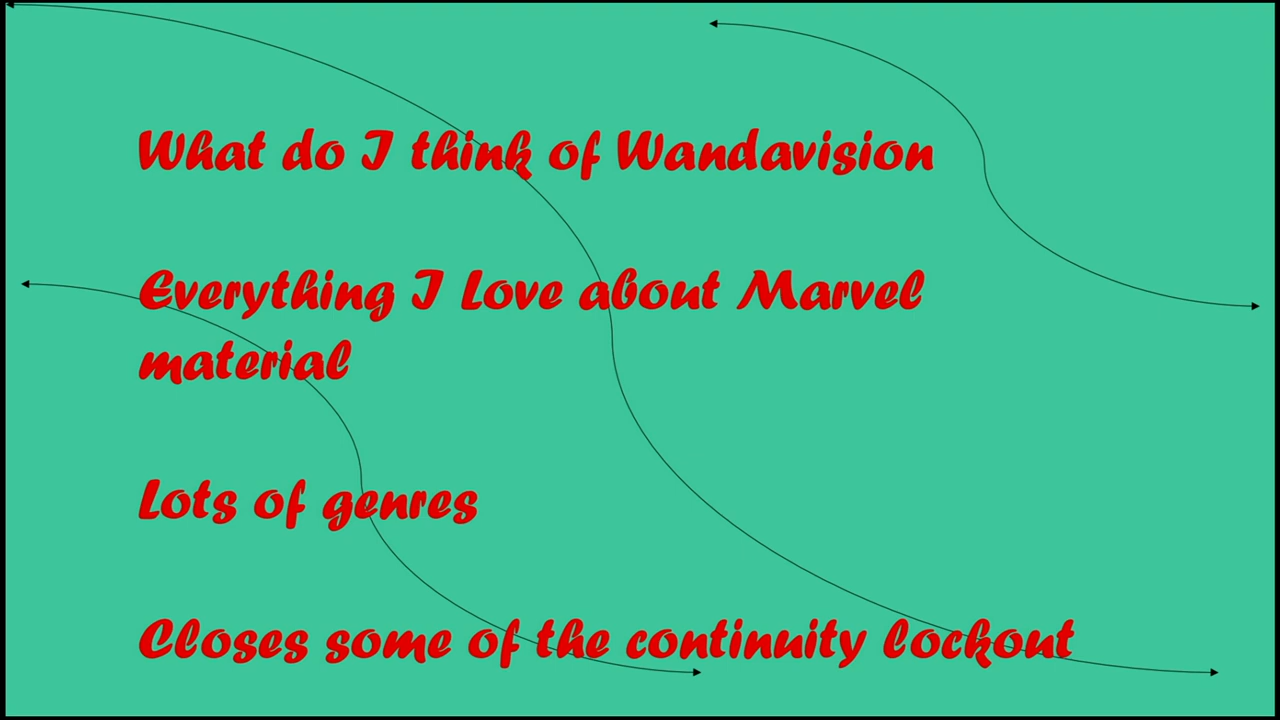 What do I think of Wandavision
Everything I Love about Marvel
material
Lots of genres
Closes some of the continuity lockout